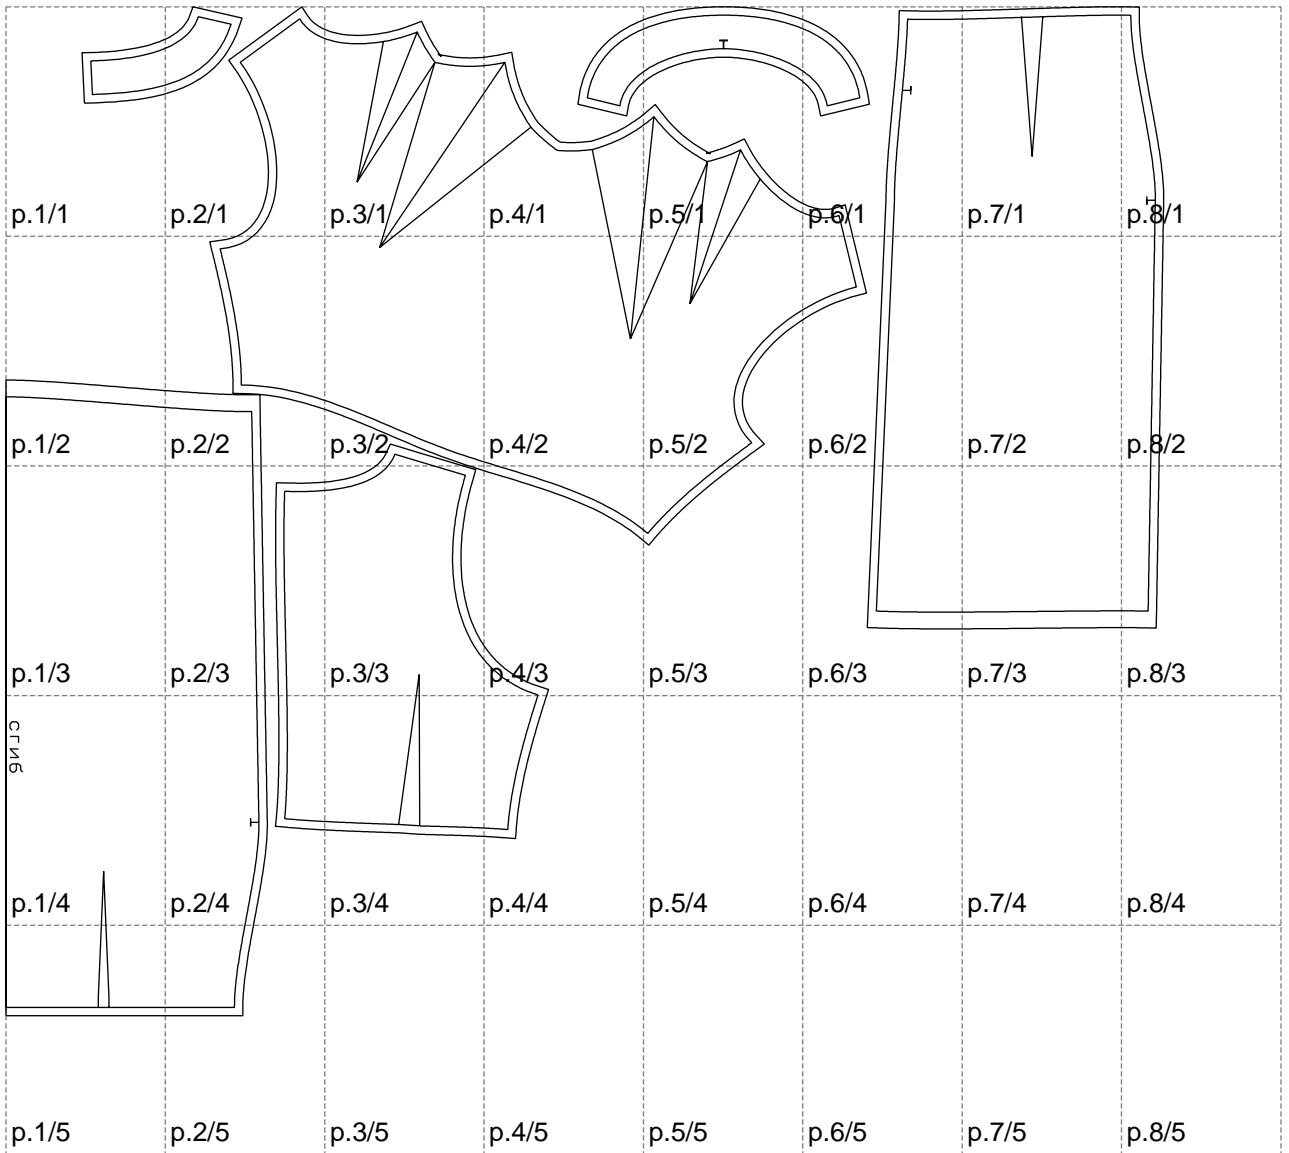 p.1/1 p.2/1 p.3/1 p.4/1 p.5/1 p.6/1 p.7/1 p.8/1
p.1/2 p.2/2 p.3/2 p.4/2 p.5/2 p.6/2 p.7/2 p.8/2
p.1/3 p.2/3 p.3/3 p.4/3 p.5/3 p.6/3 p.7/3 p.8/3
сгиб
p.1/4 p.2/4 p.3/4 p.4/4 p.5/4 p.6/4 p.7/4 p.8/4
p.1/5 p.2/5 p.3/5 p.4/5 p.5/5 p.6/5 p.7/5 p.8/5